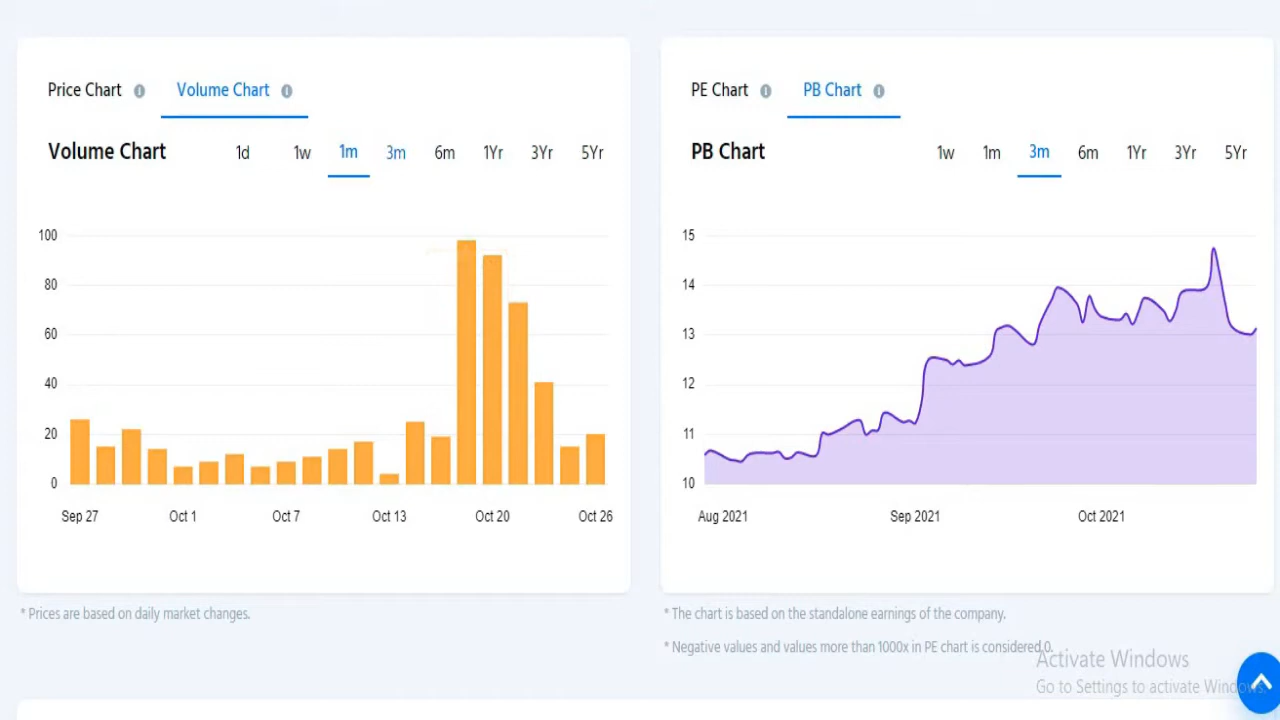 Price Chart Volume Chart
Volume Chart 1d 1w 1m 3m 6m 1Yr 3Yr 5Yr
100
80
60
40
20
0
Sep 27 Oct 1 Oct 7 Oct 13 Oct 20 Oct 26
* Prices are based on daily market changes.
PE Chart PB Chart
PB Chart 1w 1m 3m 6m 1Yr 3Yr 5Yr
15
14
13
12
11
10
Aug 2021 Sep 2021 Oct 2021
* The chart is based on the standalone earnings of the company.
* Negative values and values more than 1000x in PE chart is considered 0.
Activate Windows
Go to Settings to activate Windows.